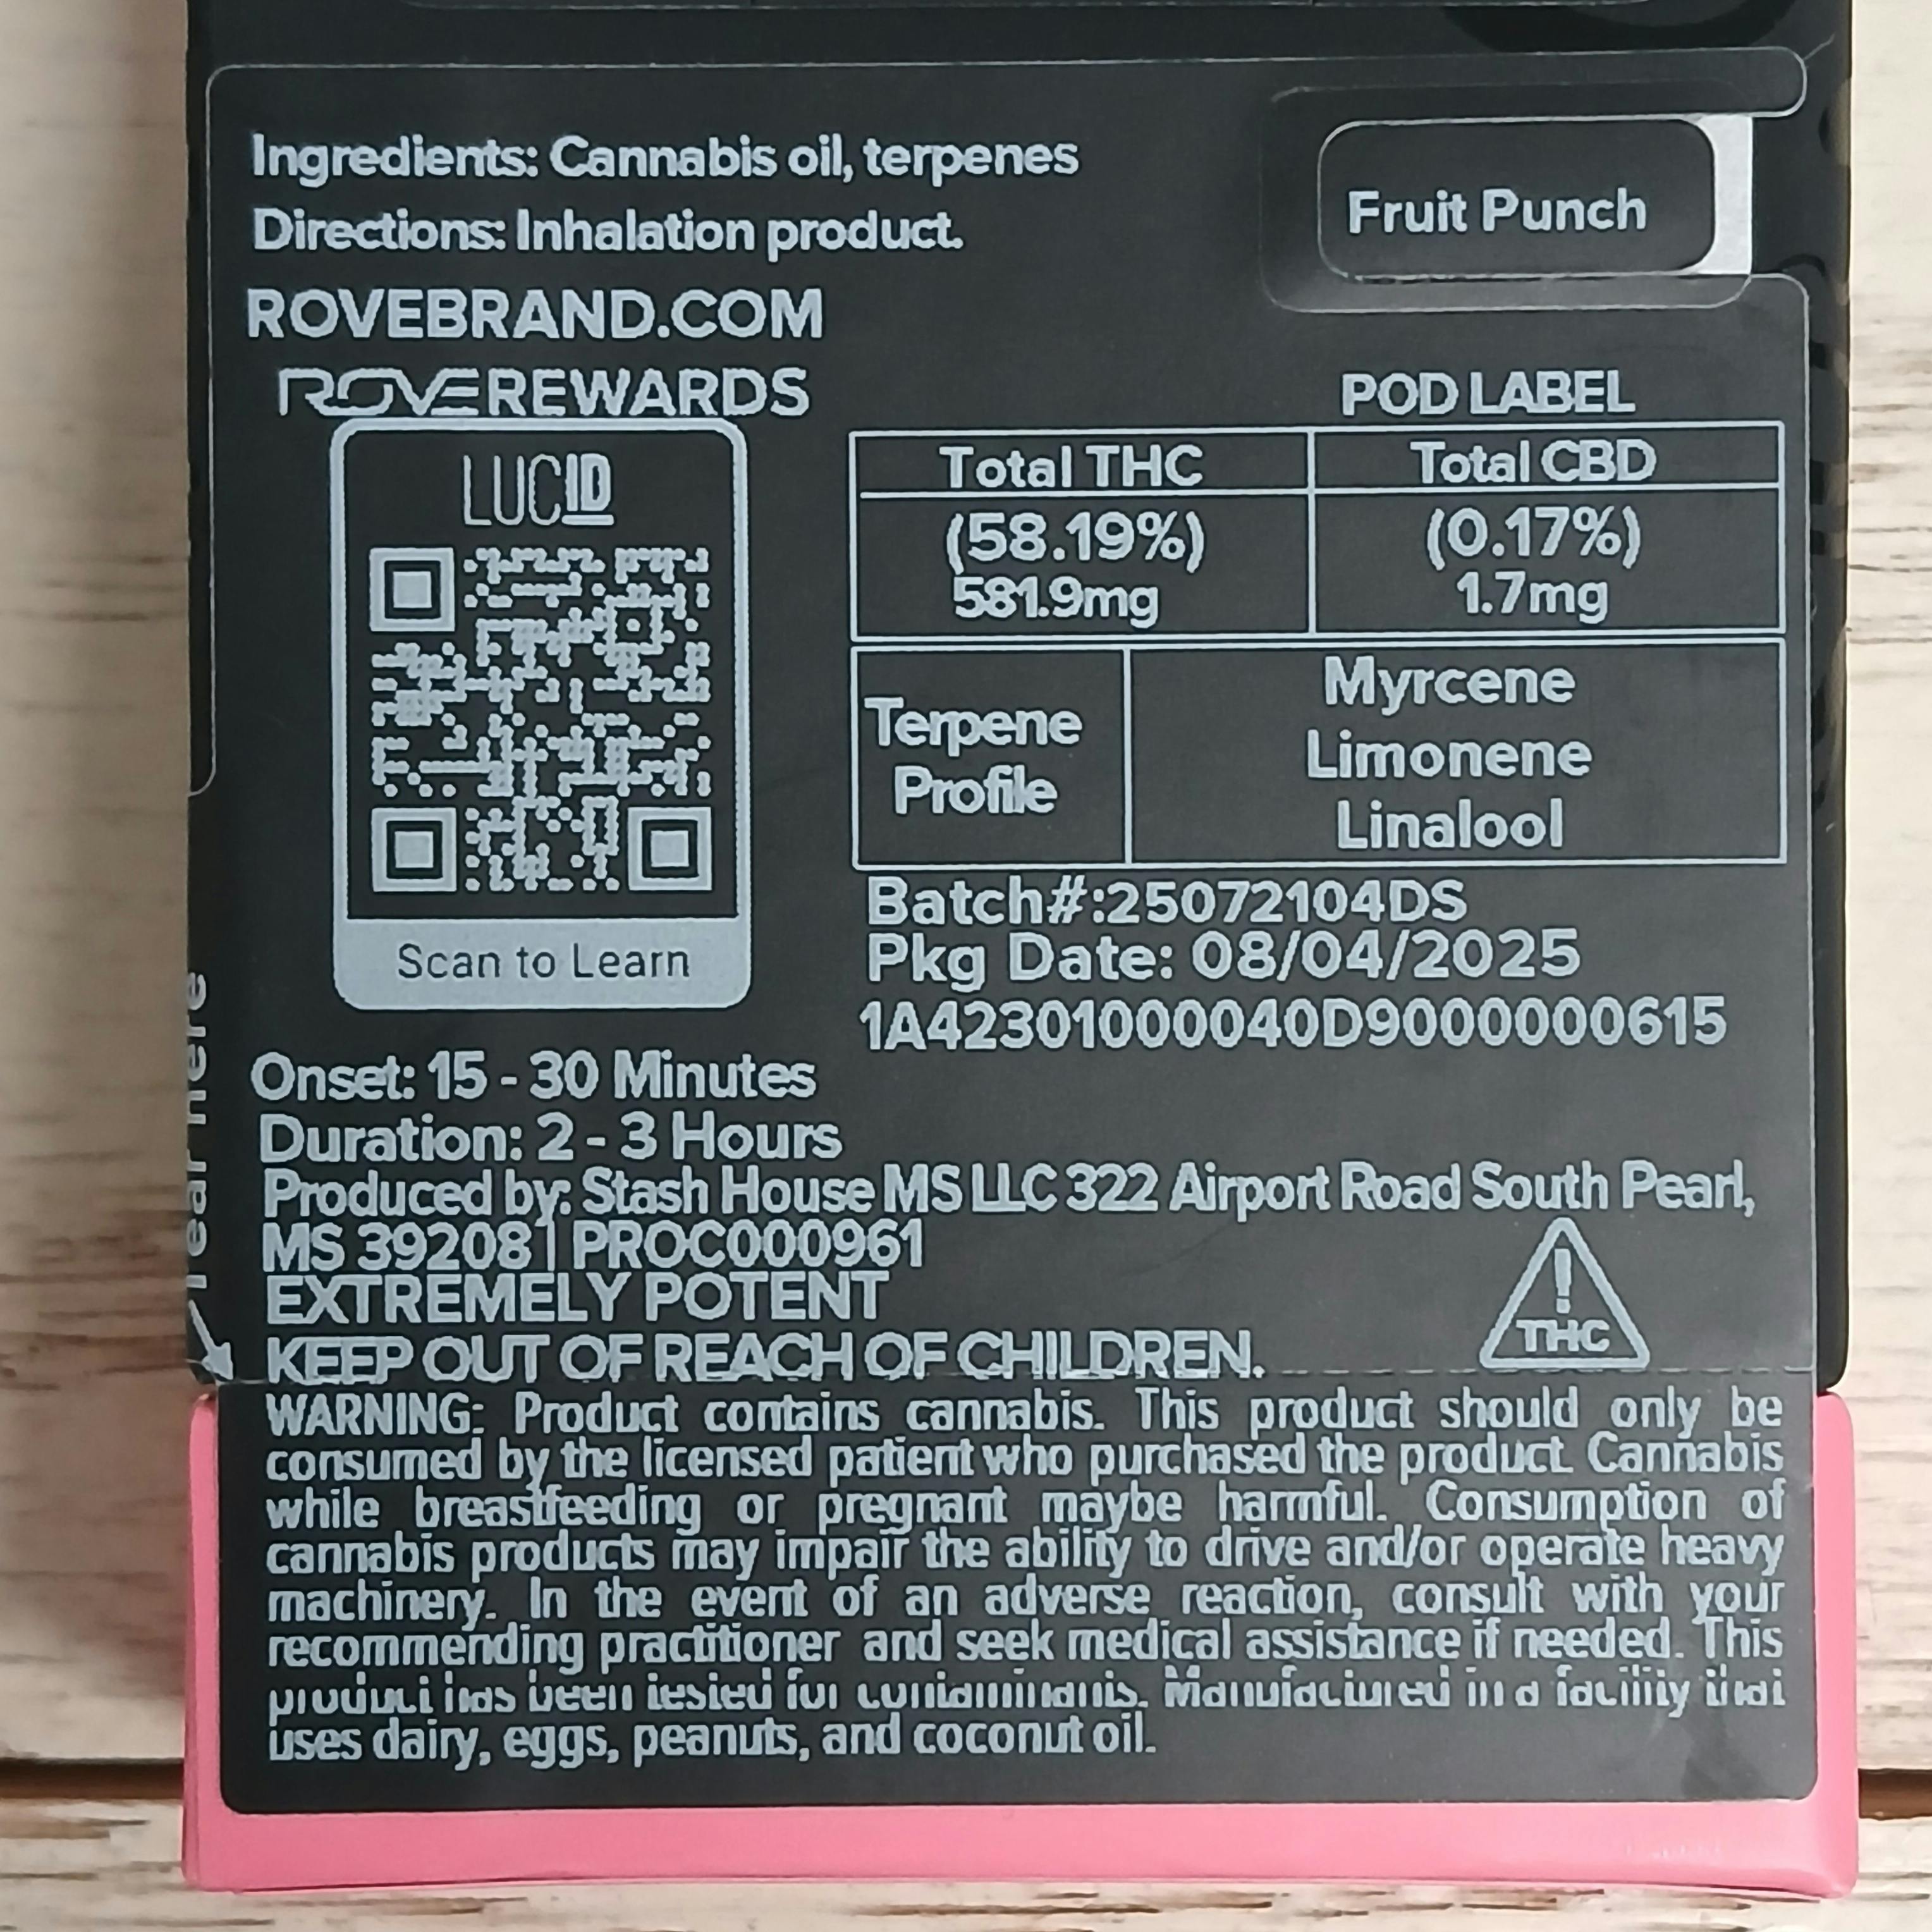 Ingredients: Cannabis oil, terpenes
Directions: Inhalation product.
Fruit Punch
ROVEBRAND.COM
ROVE REWARDS
LUCID
Scan to Learn
POD LABEL
Total THC Total CBD
(58.19%) (0.17%)
581.9mg 1.7mg
Terpene
Profile
Myrcene
Limonene
Linalool
Batch#:25072104DS
Pkg Date: 08/04/2025
1A42301000040D9000000615
Tear here
Onset: 15 - 30 Minutes
Duration: 2 - 3 Hours
Produced by: Stash House MS LLC 322 Airport Road South Pearl,
MS 39208 | PROC000961
EXTREMELY POTENT
KEEP OUT OF REACH OF CHILDREN.
! THC
WARNING: Product contains cannabis. This product should only be
consumed by the licensed patient who purchased the product. Cannabis
while breastfeeding or pregnant maybe harmful. Consumption of
cannabis products may impair the ability to drive and/or operate heavy
machinery. In the event of an adverse reaction, consult with your
recommending practitioner and seek medical assistance if needed. This
product has been tested for contaminants. Manufactured in a facility that
uses dairy, eggs, peanuts, and coconut oil.